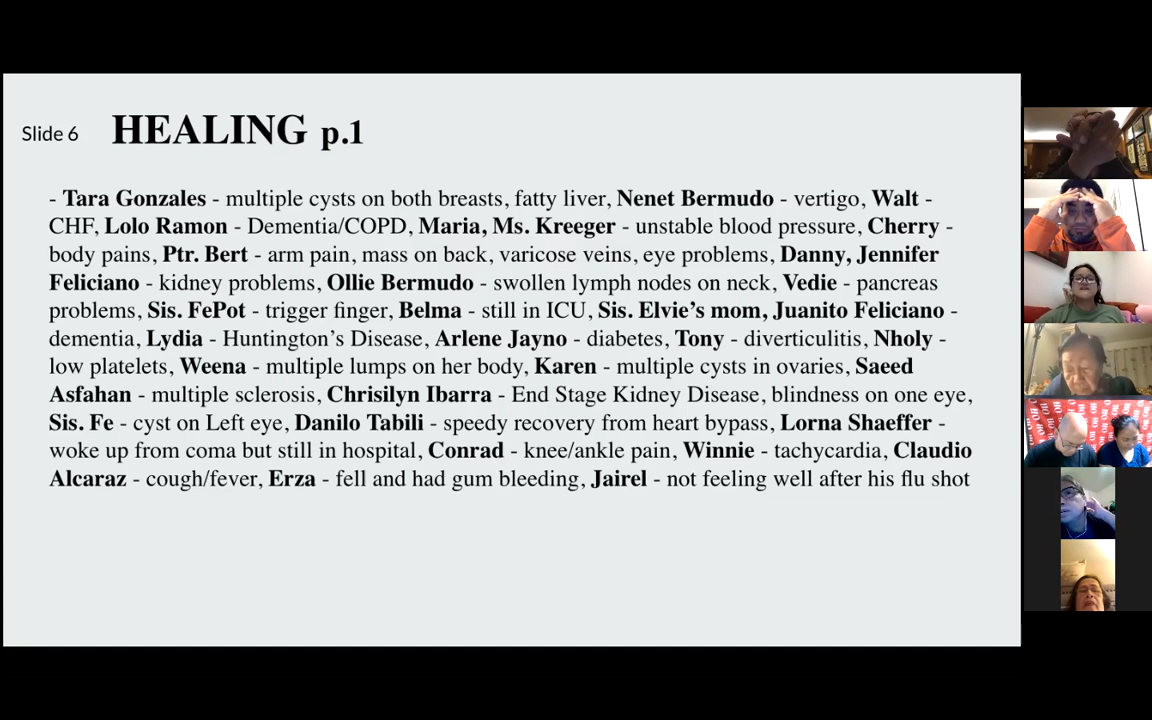 Slide 6
HEALING p.1
- Tara Gonzales - multiple cysts on both breasts, fatty liver, Nenet Bermudo - vertigo, Walt -
CHF, Lolo Ramon - Dementia/COPD, Maria, Ms. Kreeger - unstable blood pressure, Cherry -
body pains, Ptr. Bert - arm pain, mass on back, varicose veins, eye problems, Danny, Jennifer
Feliciano - kidney problems, Ollie Bermudo - swollen lymph nodes on neck, Vedie - pancreas
problems, Sis. FePot - trigger finger, Belma - still in ICU, Sis. Elvie’s mom, Juanito Feliciano -
dementia, Lydia - Huntington’s Disease, Arlene Jayno - diabetes, Tony - diverticulitis, Nholy -
low platelets, Weena - multiple lumps on her body, Karen - multiple cysts in ovaries, Saeed
Asfahan - multiple sclerosis, Chrisilyn Ibarra - End Stage Kidney Disease, blindness on one eye,
Sis. Fe - cyst on Left eye, Danilo Tabili - speedy recovery from heart bypass, Lorna Shaeffer -
woke up from coma but still in hospital, Conrad - knee/ankle pain, Winnie - tachycardia, Claudio
Alcaraz - cough/fever, Erza - fell and had gum bleeding, Jairel - not feeling well after his flu shot